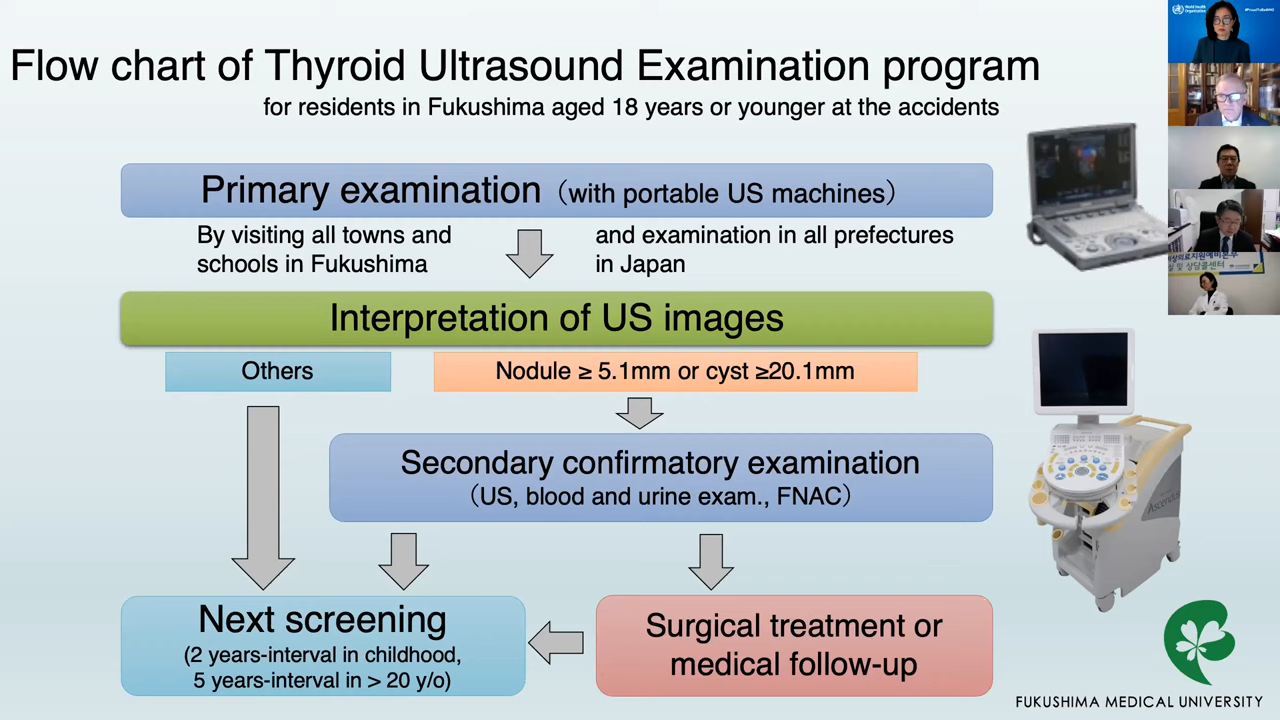 Flow chart of Thyroid Ultrasound Examination program
for residents in Fukushima aged 18 years or younger at the accidents
World Health
Organization
Primary examination（with portable US machines）
By visiting all towns and
schools in Fukushima
and examination in all prefectures
in Japan
Interpretation of US images
Others
Nodule ≥ 5.1mm or cyst ≥20.1mm
Secondary confirmatory examination
（US, blood and urine exam., FNAC）
Next screening
(2 years-interval in childhood,
5 years-interval in > 20 y/o)
Surgical treatment or
medical follow-up
Ascendus
FUKUSHIMA MEDICAL UNIVERSITY